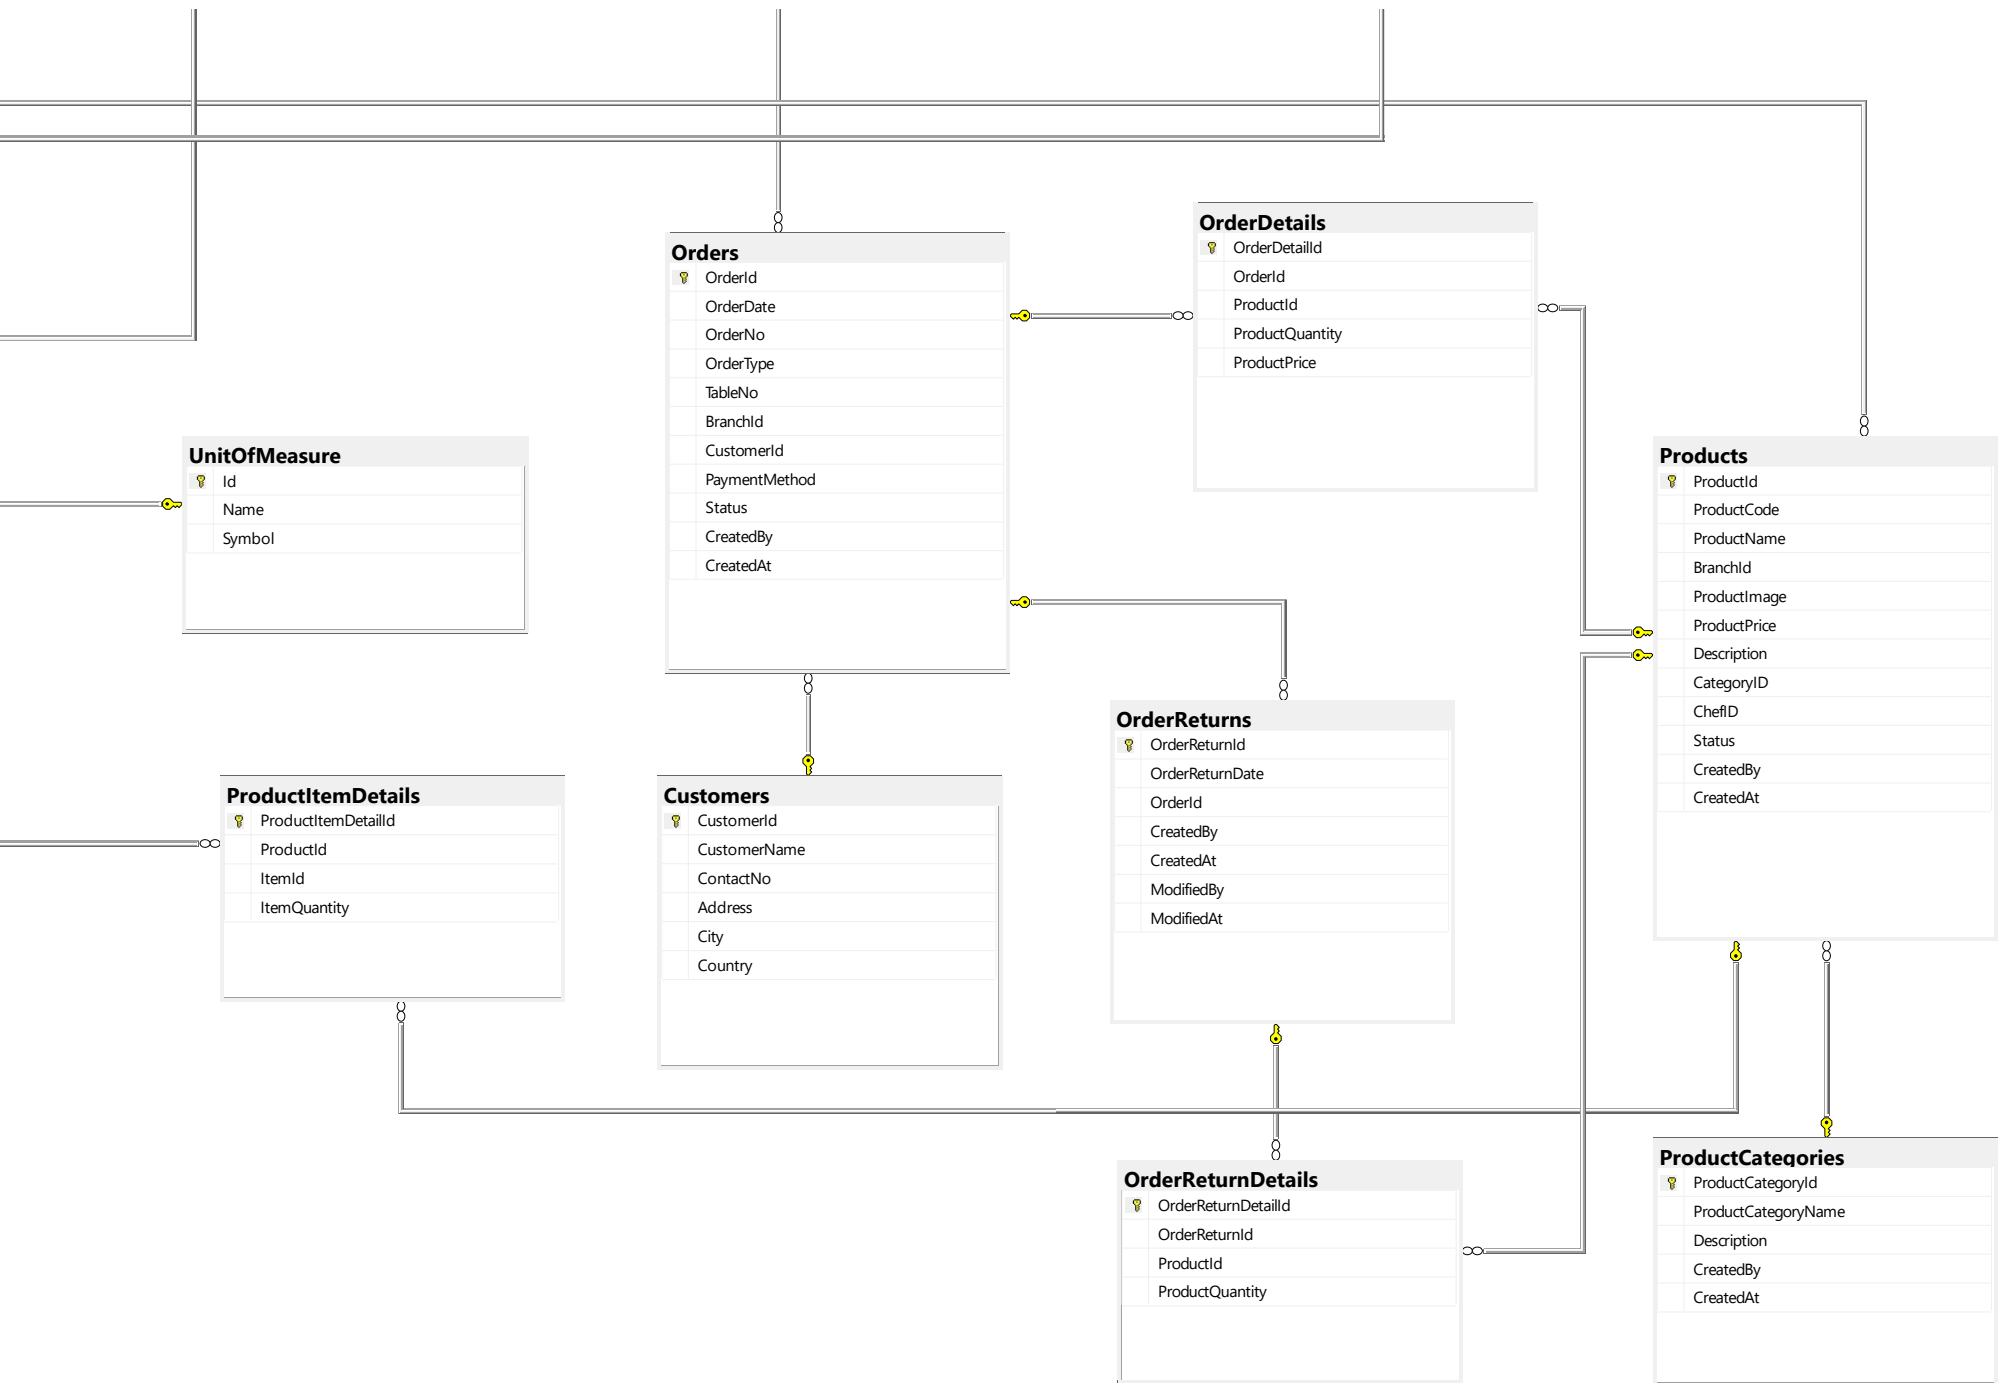 OrderDetails
OrderDetailId
OrderId
ProductId
ProductQuantity
ProductPrice
Orders
OrderId
OrderDate
OrderNo
OrderType
TableNo
BranchId
CustomerId
PaymentMethod
Status
CreatedBy
CreatedAt
UnitOfMeasure
Id
Name
Symbol
Products
ProductId
ProductCode
ProductName
BranchId
ProductImage
ProductPrice
Description
CategoryID
ChefID
Status
CreatedBy
CreatedAt
OrderReturns
OrderReturnId
OrderReturnDate
OrderId
CreatedBy
CreatedAt
ModifiedBy
ModifiedAt
ProductItemDetails
ProductItemDetailId
ProductId
ItemId
ItemQuantity
Customers
CustomerId
CustomerName
ContactNo
Address
City
Country
OrderReturnDetails
OrderReturnDetailId
OrderReturnId
ProductId
ProductQuantity
ProductCategories
ProductCategoryId
ProductCategoryName
Description
CreatedBy
CreatedAt